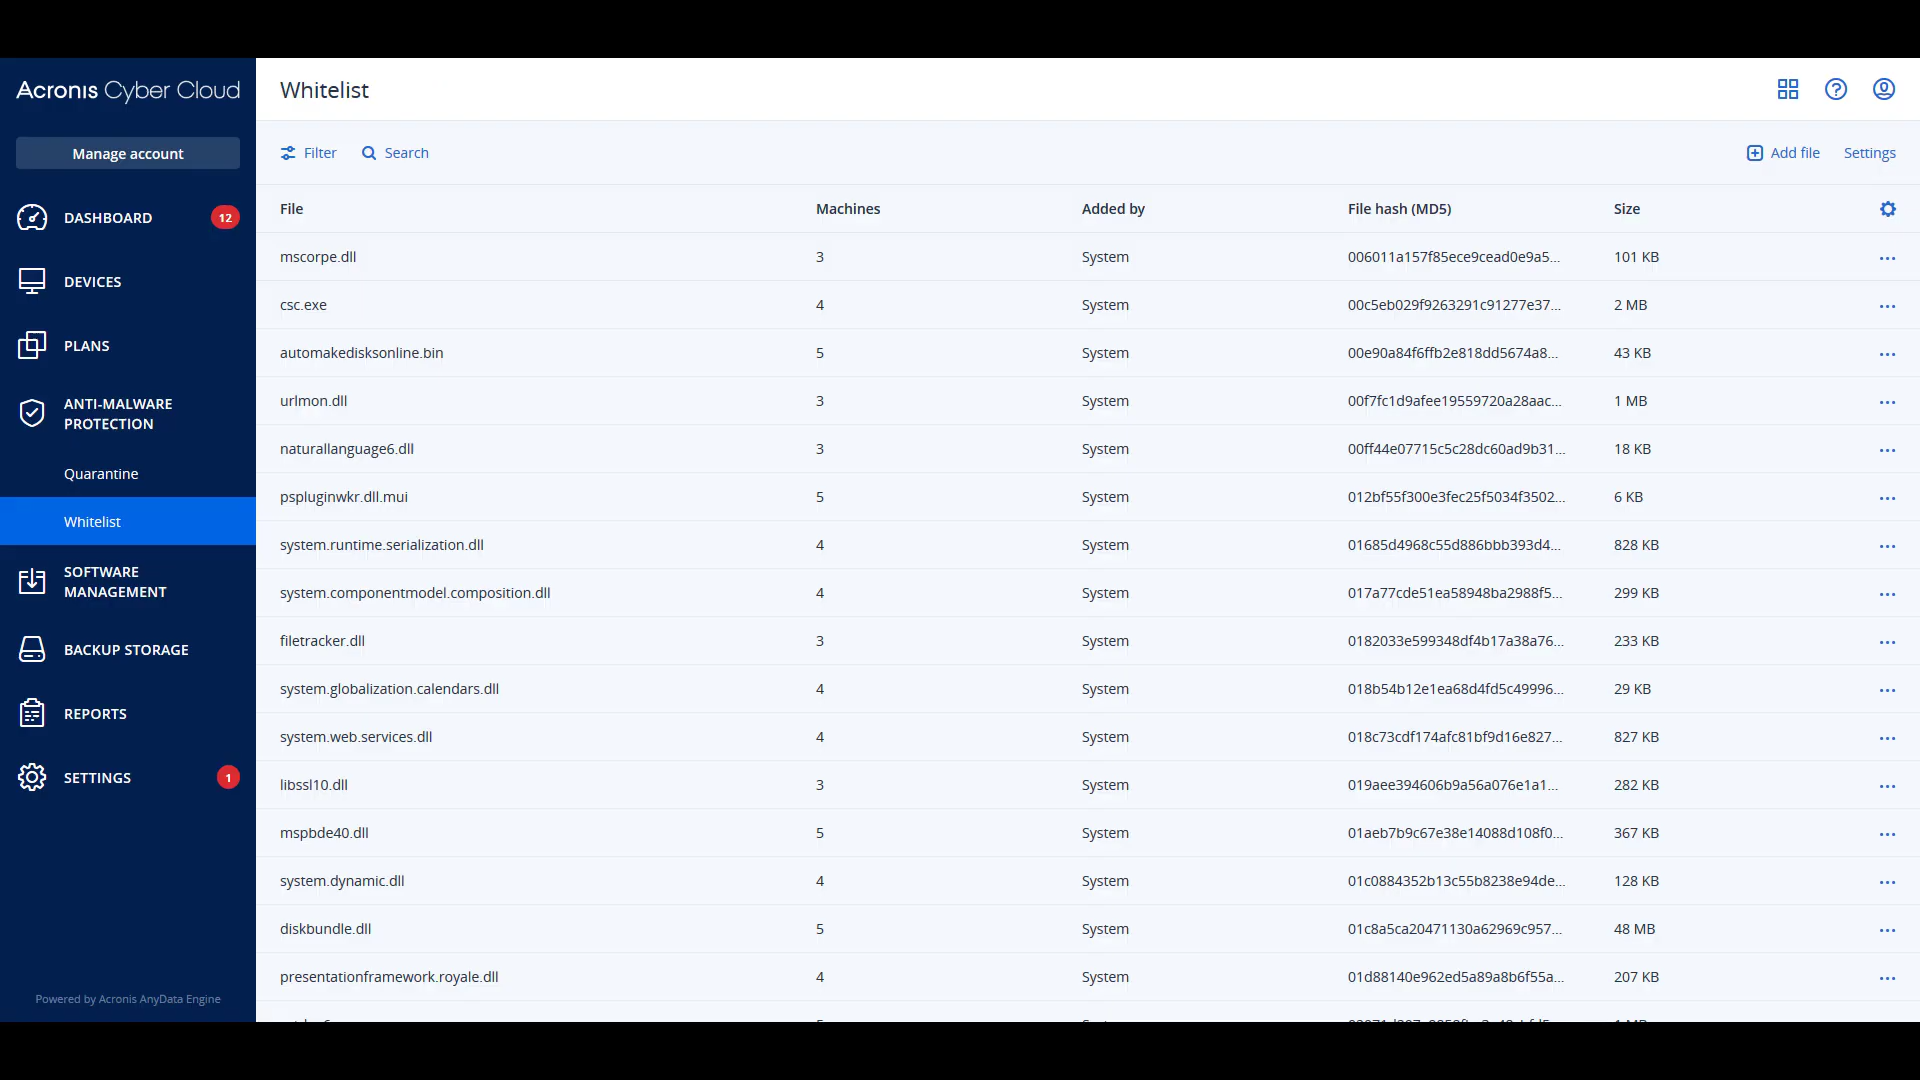 Acronis Cyber Cloud
Whitelist
Manage account
Filter Search Add file Settings
DASHBOARD 12
DEVICES
PLANS
ANTI-MALWARE
PROTECTION
Quarantine
Whitelist
SOFTWARE
MANAGEMENT
BACKUP STORAGE
REPORTS
SETTINGS 1
Powered by Acronis AnyData Engine
File Machines Added by File hash (MD5) Size
mscorpe.dll 3 System 006011a157f85ece9cead0e9a5... 101 KB
csc.exe 4 System 00c5eb029f9263291c91277e37... 2 MB
automakedisksonline.bin 5 System 00e90a84f6ffb2e818dd5674a8... 43 KB
urlmon.dll 3 System 00f7fc1d9afee19559720a28aac... 1 MB
naturallanguage6.dll 3 System 00ff44e07715c5c28dc60ad9b31... 18 KB
pspluginwkr.dll.mui 5 System 012bf55f300e3fec25f5034f3502... 6 KB
system.runtime.serialization.dll 4 System 01685d4968c55d886bbb393d4... 828 KB
system.componentmodel.composition.dll 4 System 017a77cde51ea58948ba2988f5... 299 KB
filetracker.dll 3 System 0182033e599348df4b17a38a76... 233 KB
system.globalization.calendars.dll 4 System 018b54b12e1ea68d4fd5c49996... 29 KB
system.web.services.dll 4 System 018c73cdf174afc81bf9d16e827... 827 KB
libssl10.dll 3 System 019aee394606b9a56a076e1a1... 282 KB
mspbde40.dll 5 System 01aeb7b9c67e38e14088d108f0... 367 KB
system.dynamic.dll 4 System 01c0884352b13c55b8238e94de... 128 KB
diskbundle.dll 5 System 01c8a5ca20471130a62969c957... 48 MB
presentationframework.royale.dll 4 System 01d88140e962ed5a89a8b6f55a... 207 KB